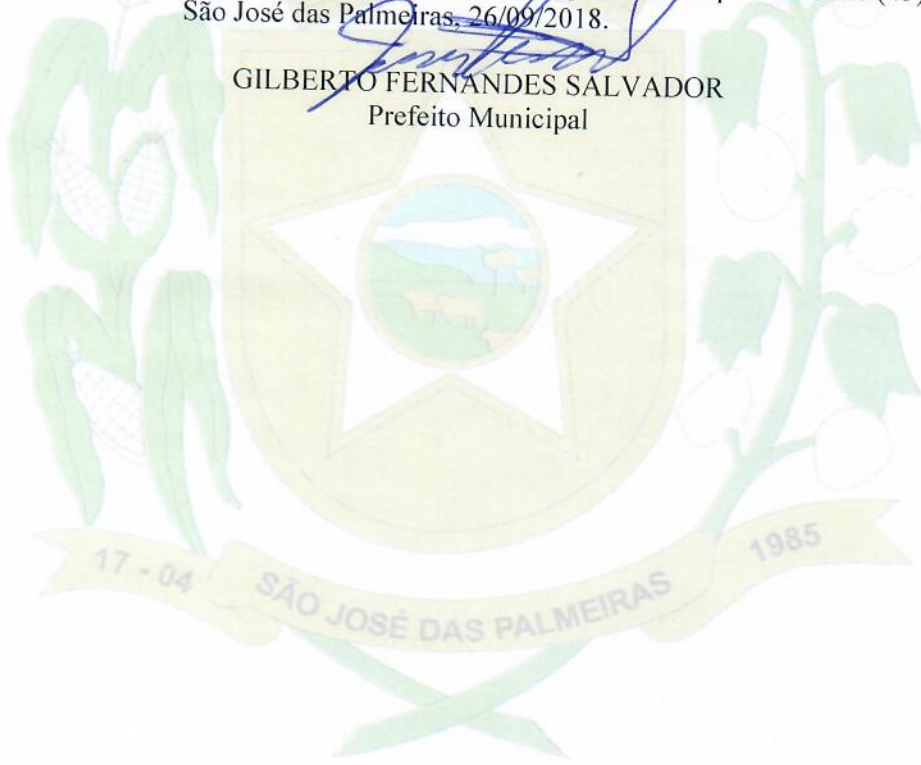 São José das Palmeiras, 26/09/2018.
GILBERTO FERNANDES SALVADOR
Prefeito Municipal
17 - 04
SÃO JOSÉ DAS PALMEIRAS
1985